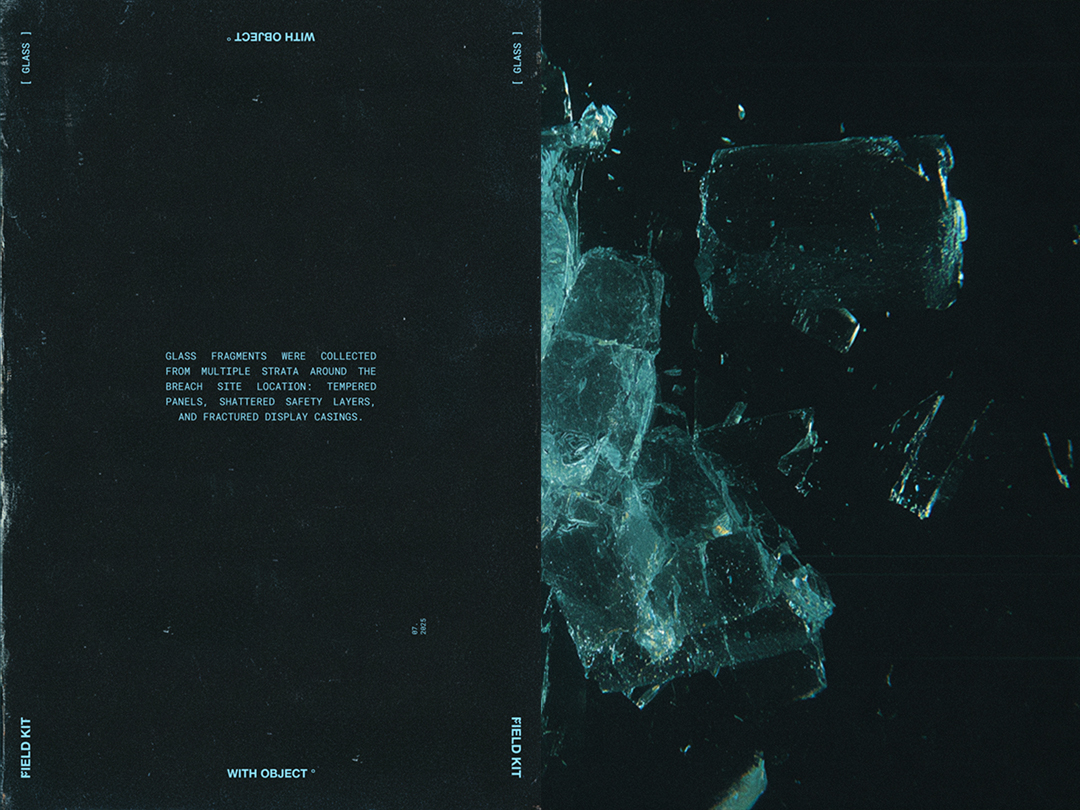 [ GLASS ]
WITH OBJECT °
[ GLASS ]
GLASS FRAGMENTS WERE COLLECTED
FROM MULTIPLE STRATA AROUND THE
BREACH SITE LOCATION: TEMPERED
PANELS, SHATTERED SAFETY LAYERS,
AND FRACTURED DISPLAY CASINGS.
07.
2025
FIELD KIT
WITH OBJECT °
FIELD KIT